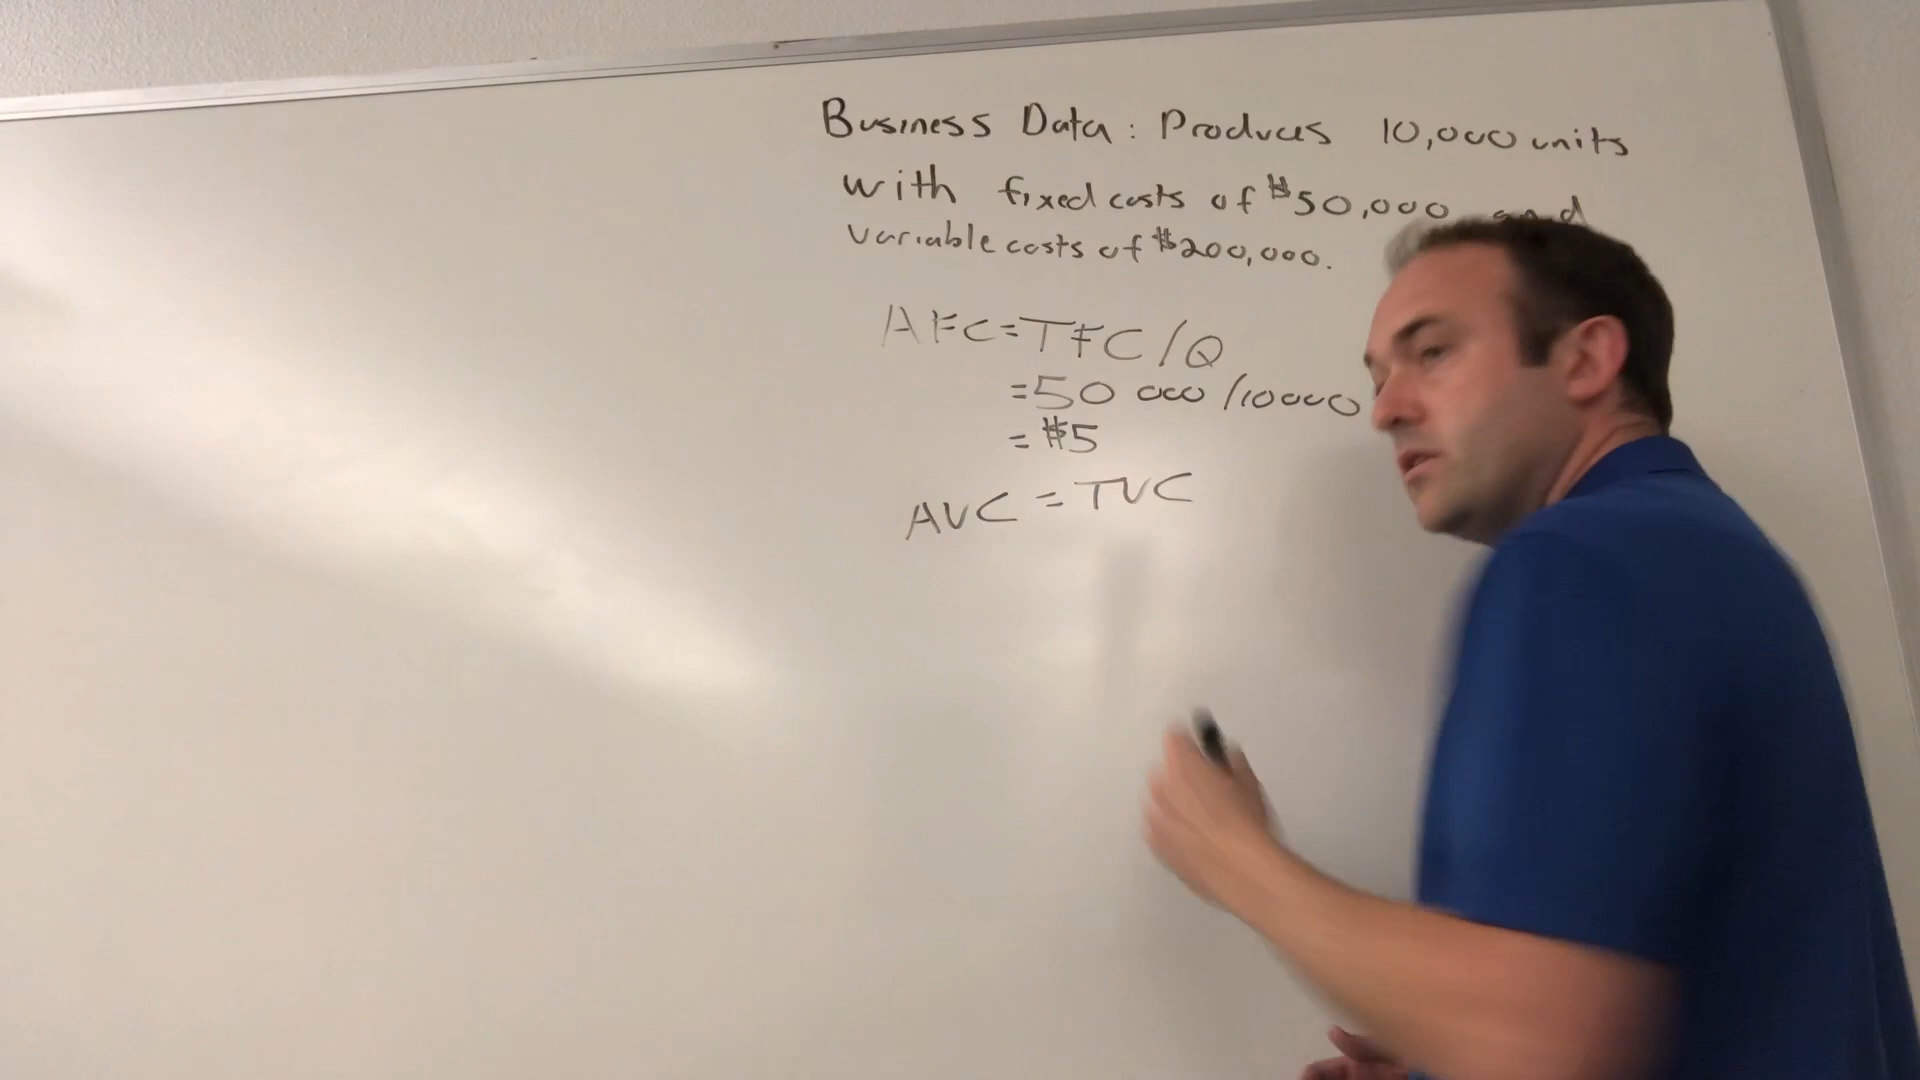 Business Data: Produces 10,000 units
with fixed costs of $50,000 and
variable costs of $200,000.
AFC=TFC/Q
=50 000/10000
=$5
AVC=TVC